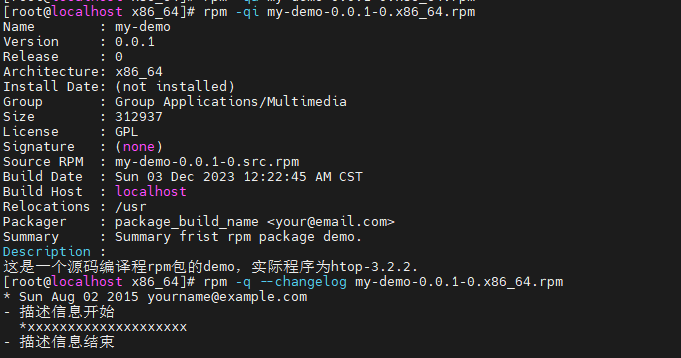 [root@localhost x86_64]# rpm -qi my-demo-0.0.1-0.x86_64.rpm
Name        : my-demo
Version     : 0.0.1
Release     : 0
Architecture: x86_64
Install Date: (not installed)
Group       : Group Applications/Multimedia
Size        : 312937
License     : GPL
Signature   : (none)
Source RPM  : my-demo-0.0.1-0.src.rpm
Build Date  : Sun 03 Dec 2023 12:22:45 AM CST
Build Host  : localhost
Relocations : /usr
Packager    : package_build_name <your@email.com>
Summary     : Summary frist rpm package demo.
Description :
这是一个源码编译程rpm包的demo，实际程序为htop-3.2.2.
[root@localhost x86_64]# rpm -q --changelog my-demo-0.0.1-0.x86_64.rpm
* Sun Aug 02 2015 yourname@example.com
- 描述信息开始
  *xxxxxxxxxxxxxxxxxxxx
- 描述信息结束